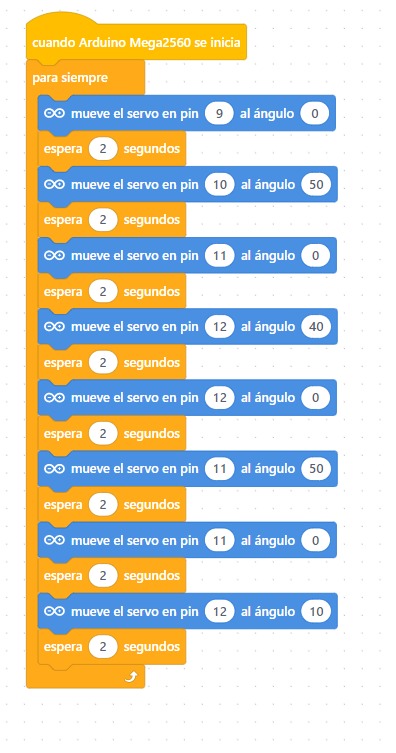 cuando Arduino Mega2560 se inicia
para siempre
mueve el servo en pin 9 al ángulo 0
espera 2 segundos
mueve el servo en pin 10 al ángulo 50
espera 2 segundos
mueve el servo en pin 11 al ángulo 0
espera 2 segundos
mueve el servo en pin 12 al ángulo 40
espera 2 segundos
mueve el servo en pin 12 al ángulo 0
espera 2 segundos
mueve el servo en pin 11 al ángulo 50
espera 2 segundos
mueve el servo en pin 11 al ángulo 0
espera 2 segundos
mueve el servo en pin 12 al ángulo 10
espera 2 segundos